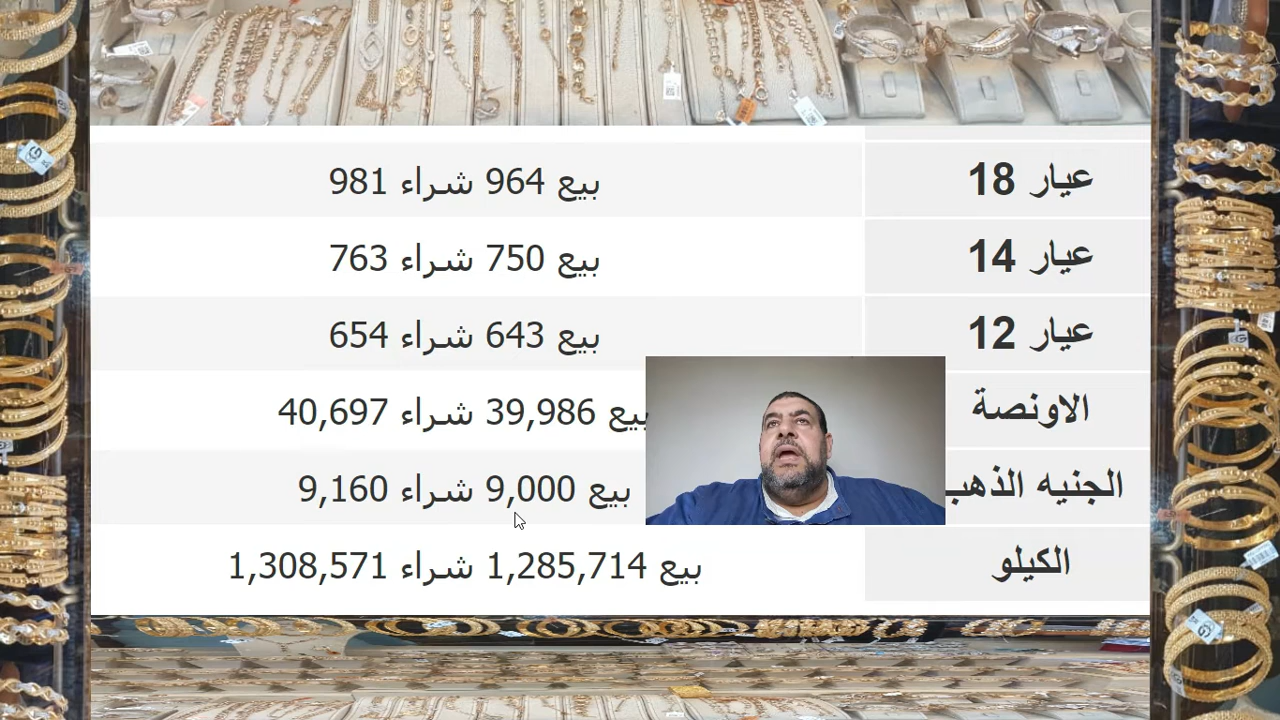 عيار 18 بيع 964 شراء 981
عيار 14 بيع 750 شراء 763
عيار 12 بيع 643 شراء 654
الاونصة بيع 39,986 شراء 40,697
الجنيه الذهب بيع 9,000 شراء 9,160
الكيلو بيع 1,285,714 شراء 1,308,571